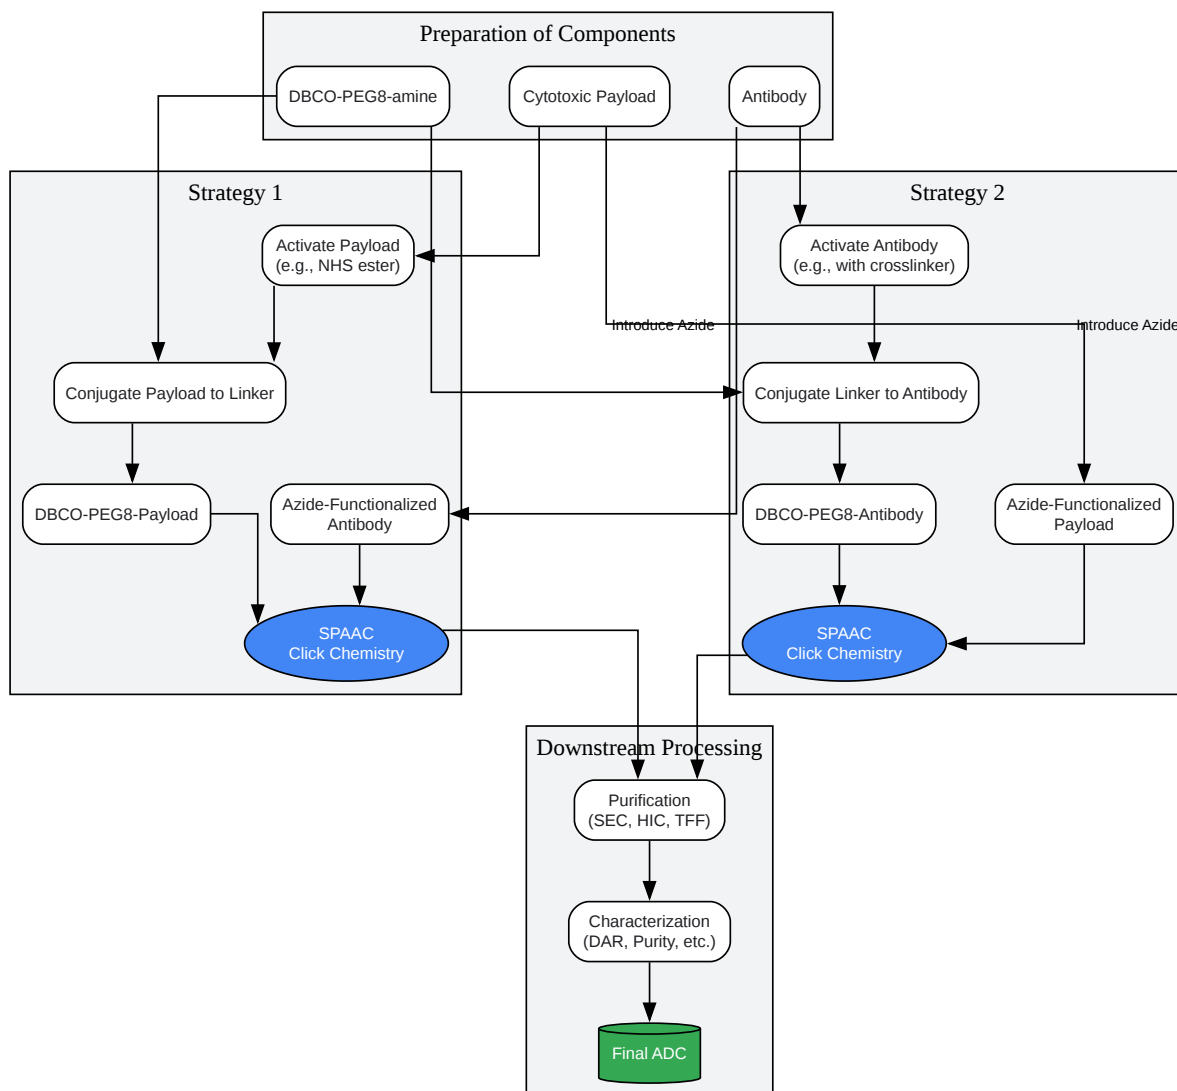 Preparation of Components
DBCO-PEG8-amine
Cytotoxic Payload
Antibody
Strategy 1
Strategy 2
Activate Payload
(e.g., NHS ester)
Activate Antibody
(e.g., with crosslinker)
Introduce Azide
Introduce Azide
Conjugate Payload to Linker
Conjugate Linker to Antibody
DBCO-PEG8-Payload
Azide-Functionalized
Antibody
DBCO-PEG8-Antibody
Azide-Functionalized
Payload
SPAAC
Click Chemistry
SPAAC
Click Chemistry
Downstream Processing
Purification
(SEC, HIC, TFF)
Characterization
(DAR, Purity, etc.)
Final ADC